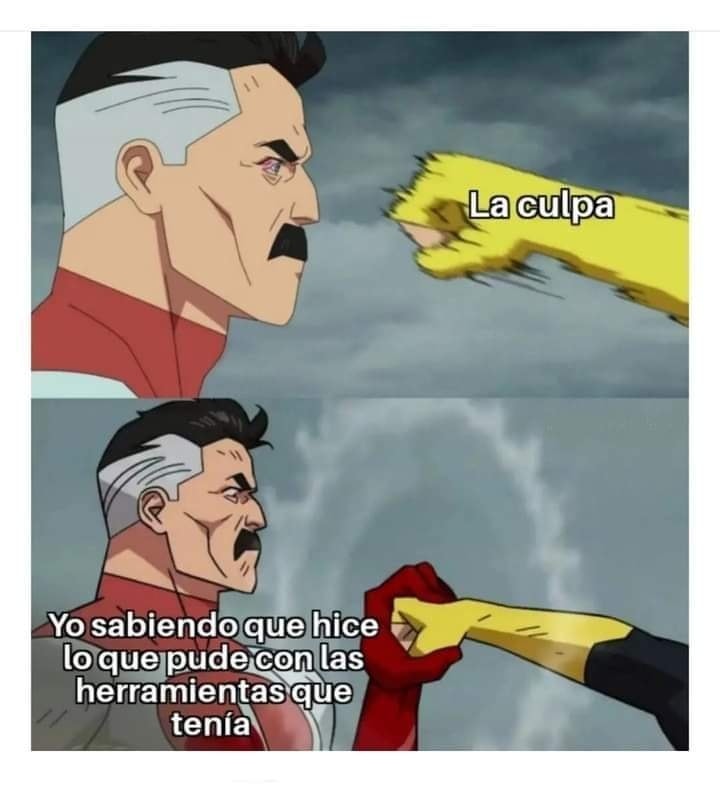 La culpa
Yo sabiendo que hice
lo que pude con las
herramientas que
tenía